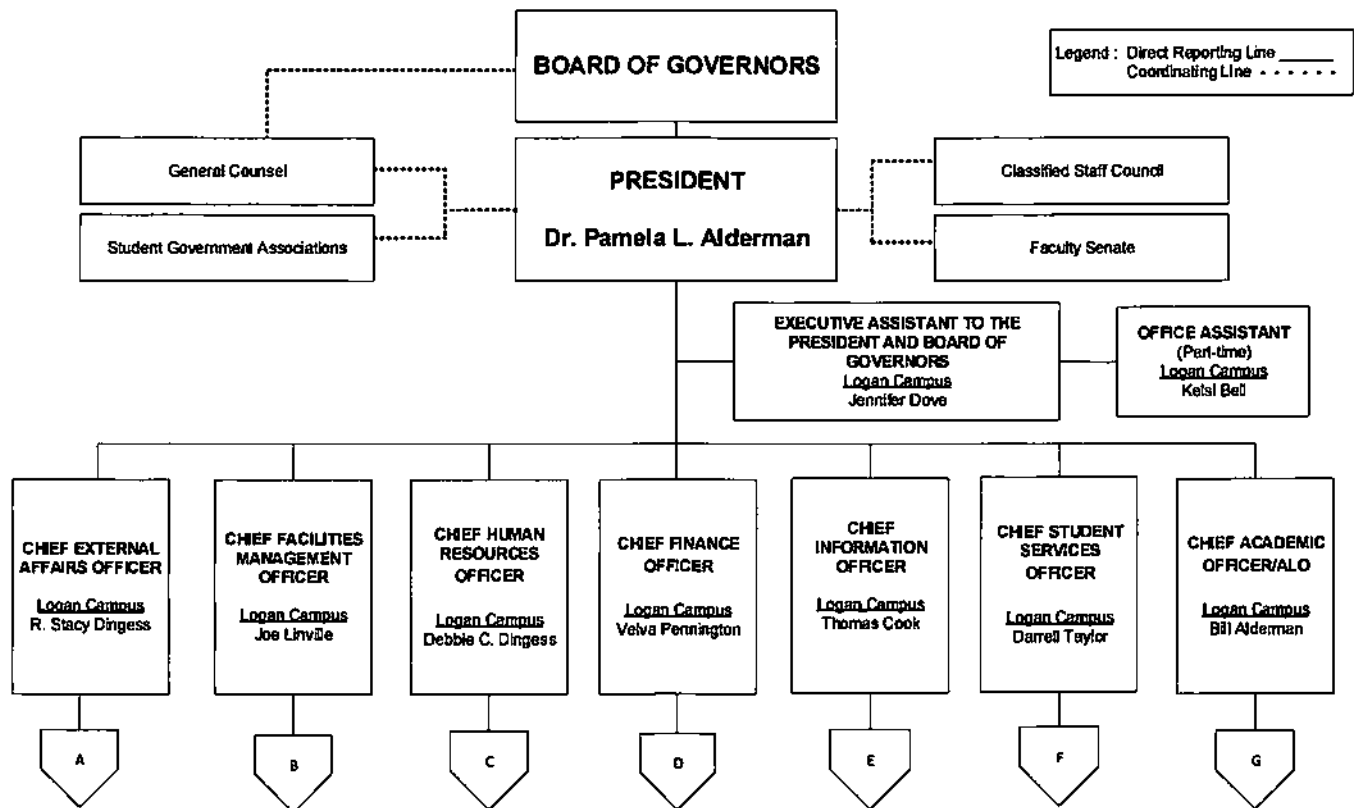 BOARD OF GOVERNORS
Legend : Direct Reporting Line
Coordinating Line
General Counsel
Student Government Associations
PRESIDENT
Dr. Pamela L. Alderman
Classified Staff Council
Faculty Senate
EXECUTIVE ASSISTANT TO THE
PRESIDENT AND BOARD OF
GOVERNORS
Logan Campus
Jennifer Dove
OFFICE ASSISTANT
(Part-time)
Logan Campus
Kelsi Bell
CHIEF EXTERNAL
AFFAIRS OFFICER
Logan Campus
R. Stacy Dingess
CHIEF FACILITIES
MANAGEMENT
OFFICER
Logan Campus
Joe Linville
CHIEF HUMAN
RESOURCES
OFFICER
Logan Campus
Debbie C. Dingess
CHIEF FINANCE
OFFICER
Logan Campus
Velva Pennington
CHIEF
INFORMATION
OFFICER
Logan Campus
Thomas Cook
CHIEF STUDENT
SERVICES
OFFICER
Logan Campus
Darrell Taylor
CHIEF ACADEMIC
OFFICER/ALO
Logan Campus
Bill Alderman
A
B
C
D
E
F
G